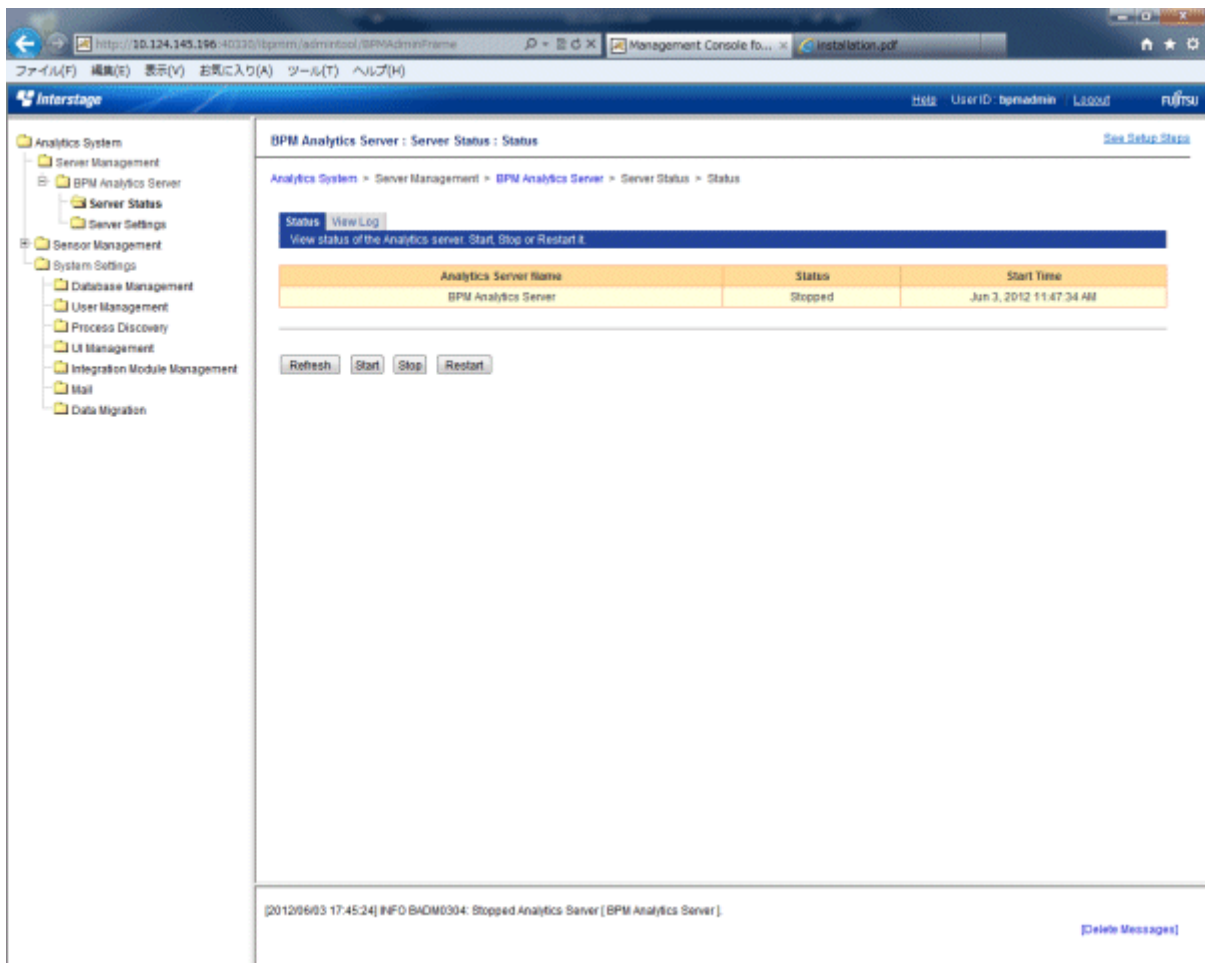 http://10.124.145.196:40330/ibpmm/admintool/BPMAdminFrame
Management Console fo...
installation.pdf
ファイル(F) 編集(E) 表示(V) お気に入り(A) ツール(T) ヘルプ(H)
Interstage
Help UserID: bpmadmin Logout FUJITSU
Analytics System
Server Management
BPM Analytics Server
Server Status
Server Settings
Sensor Management
System Settings
Database Management
User Management
Process Discovery
UI Management
Integration Module Management
Mail
Data Migration
BPM Analytics Server : Server Status : Status
See Setup Steps
Analytics System > Server Management > BPM Analytics Server > Server Status > Status
Status View Log
View status of the Analytics server. Start, Stop or Restart it.
Analytics Server Name Status Start Time
BPM Analytics Server Stopped Jun 3, 2012 11:47:34 AM
Refresh Start Stop Restart
[2012/06/03 17:45:24] INFO BADM0304: Stopped Analytics Server [ BPM Analytics Server ].
[Delete Messages]